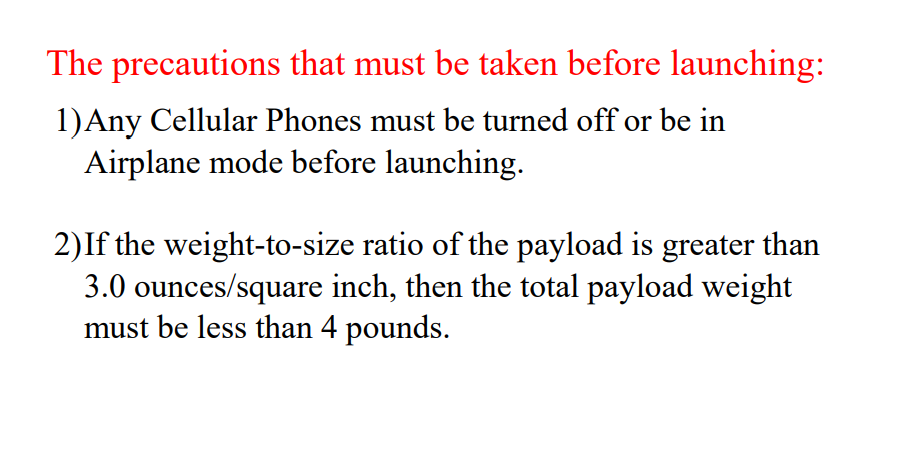 The precautions that must be taken before launching:
1)Any Cellular Phones must be turned off or be in
Airplane mode before launching.
2)If the weight-to-size ratio of the payload is greater than
3.0 ounces/square inch, then the total payload weight
must be less than 4 pounds.